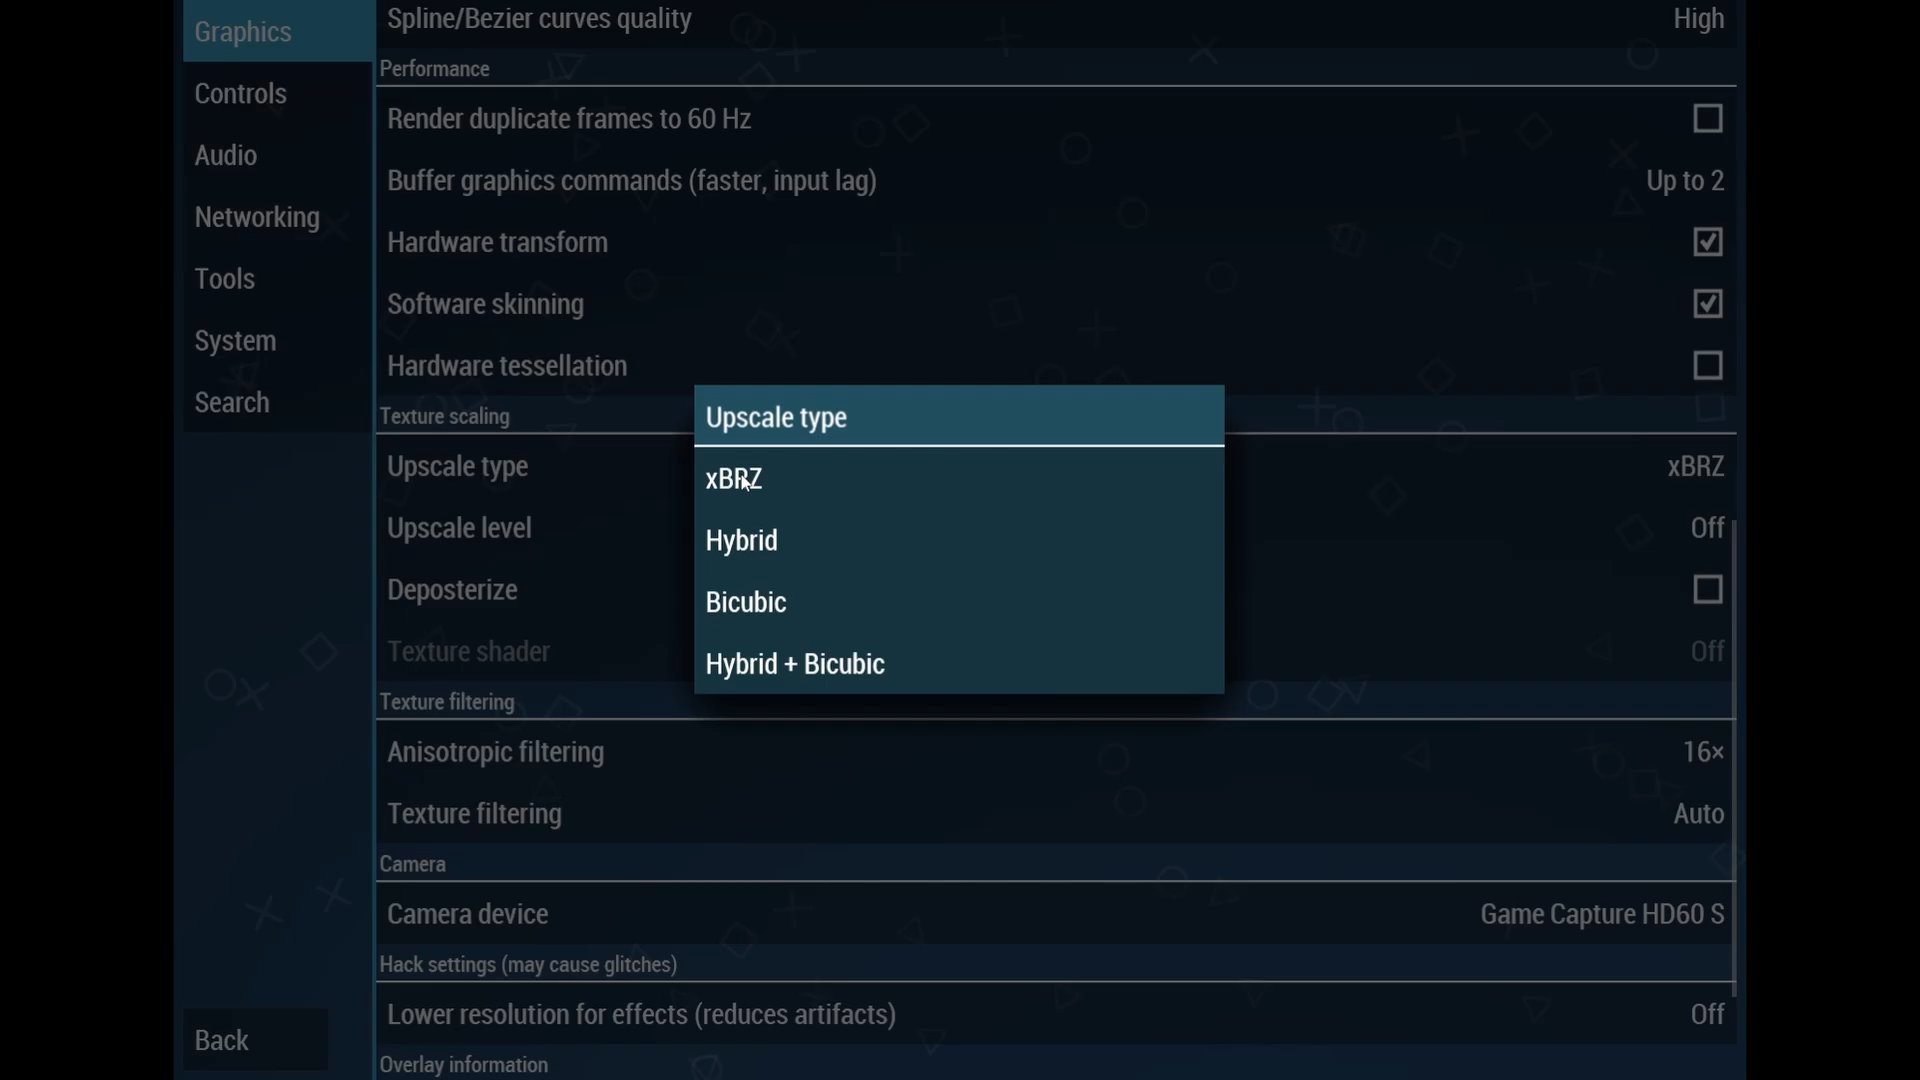 Graphics
Controls
Audio
Networking
Tools
System
Search
Back
Spline/Bezier curves quality High
Performance
Render duplicate frames to 60 Hz
Buffer graphics commands (faster, input lag) Up to 2
Hardware transform
Software skinning
Hardware tessellation
Texture scaling
Upscale type xBRZ
Upscale level Off
Deposterize
Texture shader Off
Texture filtering
Anisotropic filtering 16×
Texture filtering Auto
Camera
Camera device Game Capture HD60 S
Hack settings (may cause glitches)
Lower resolution for effects (reduces artifacts) Off
Overlay information
Upscale type
xBRZ
Hybrid
Bicubic
Hybrid + Bicubic